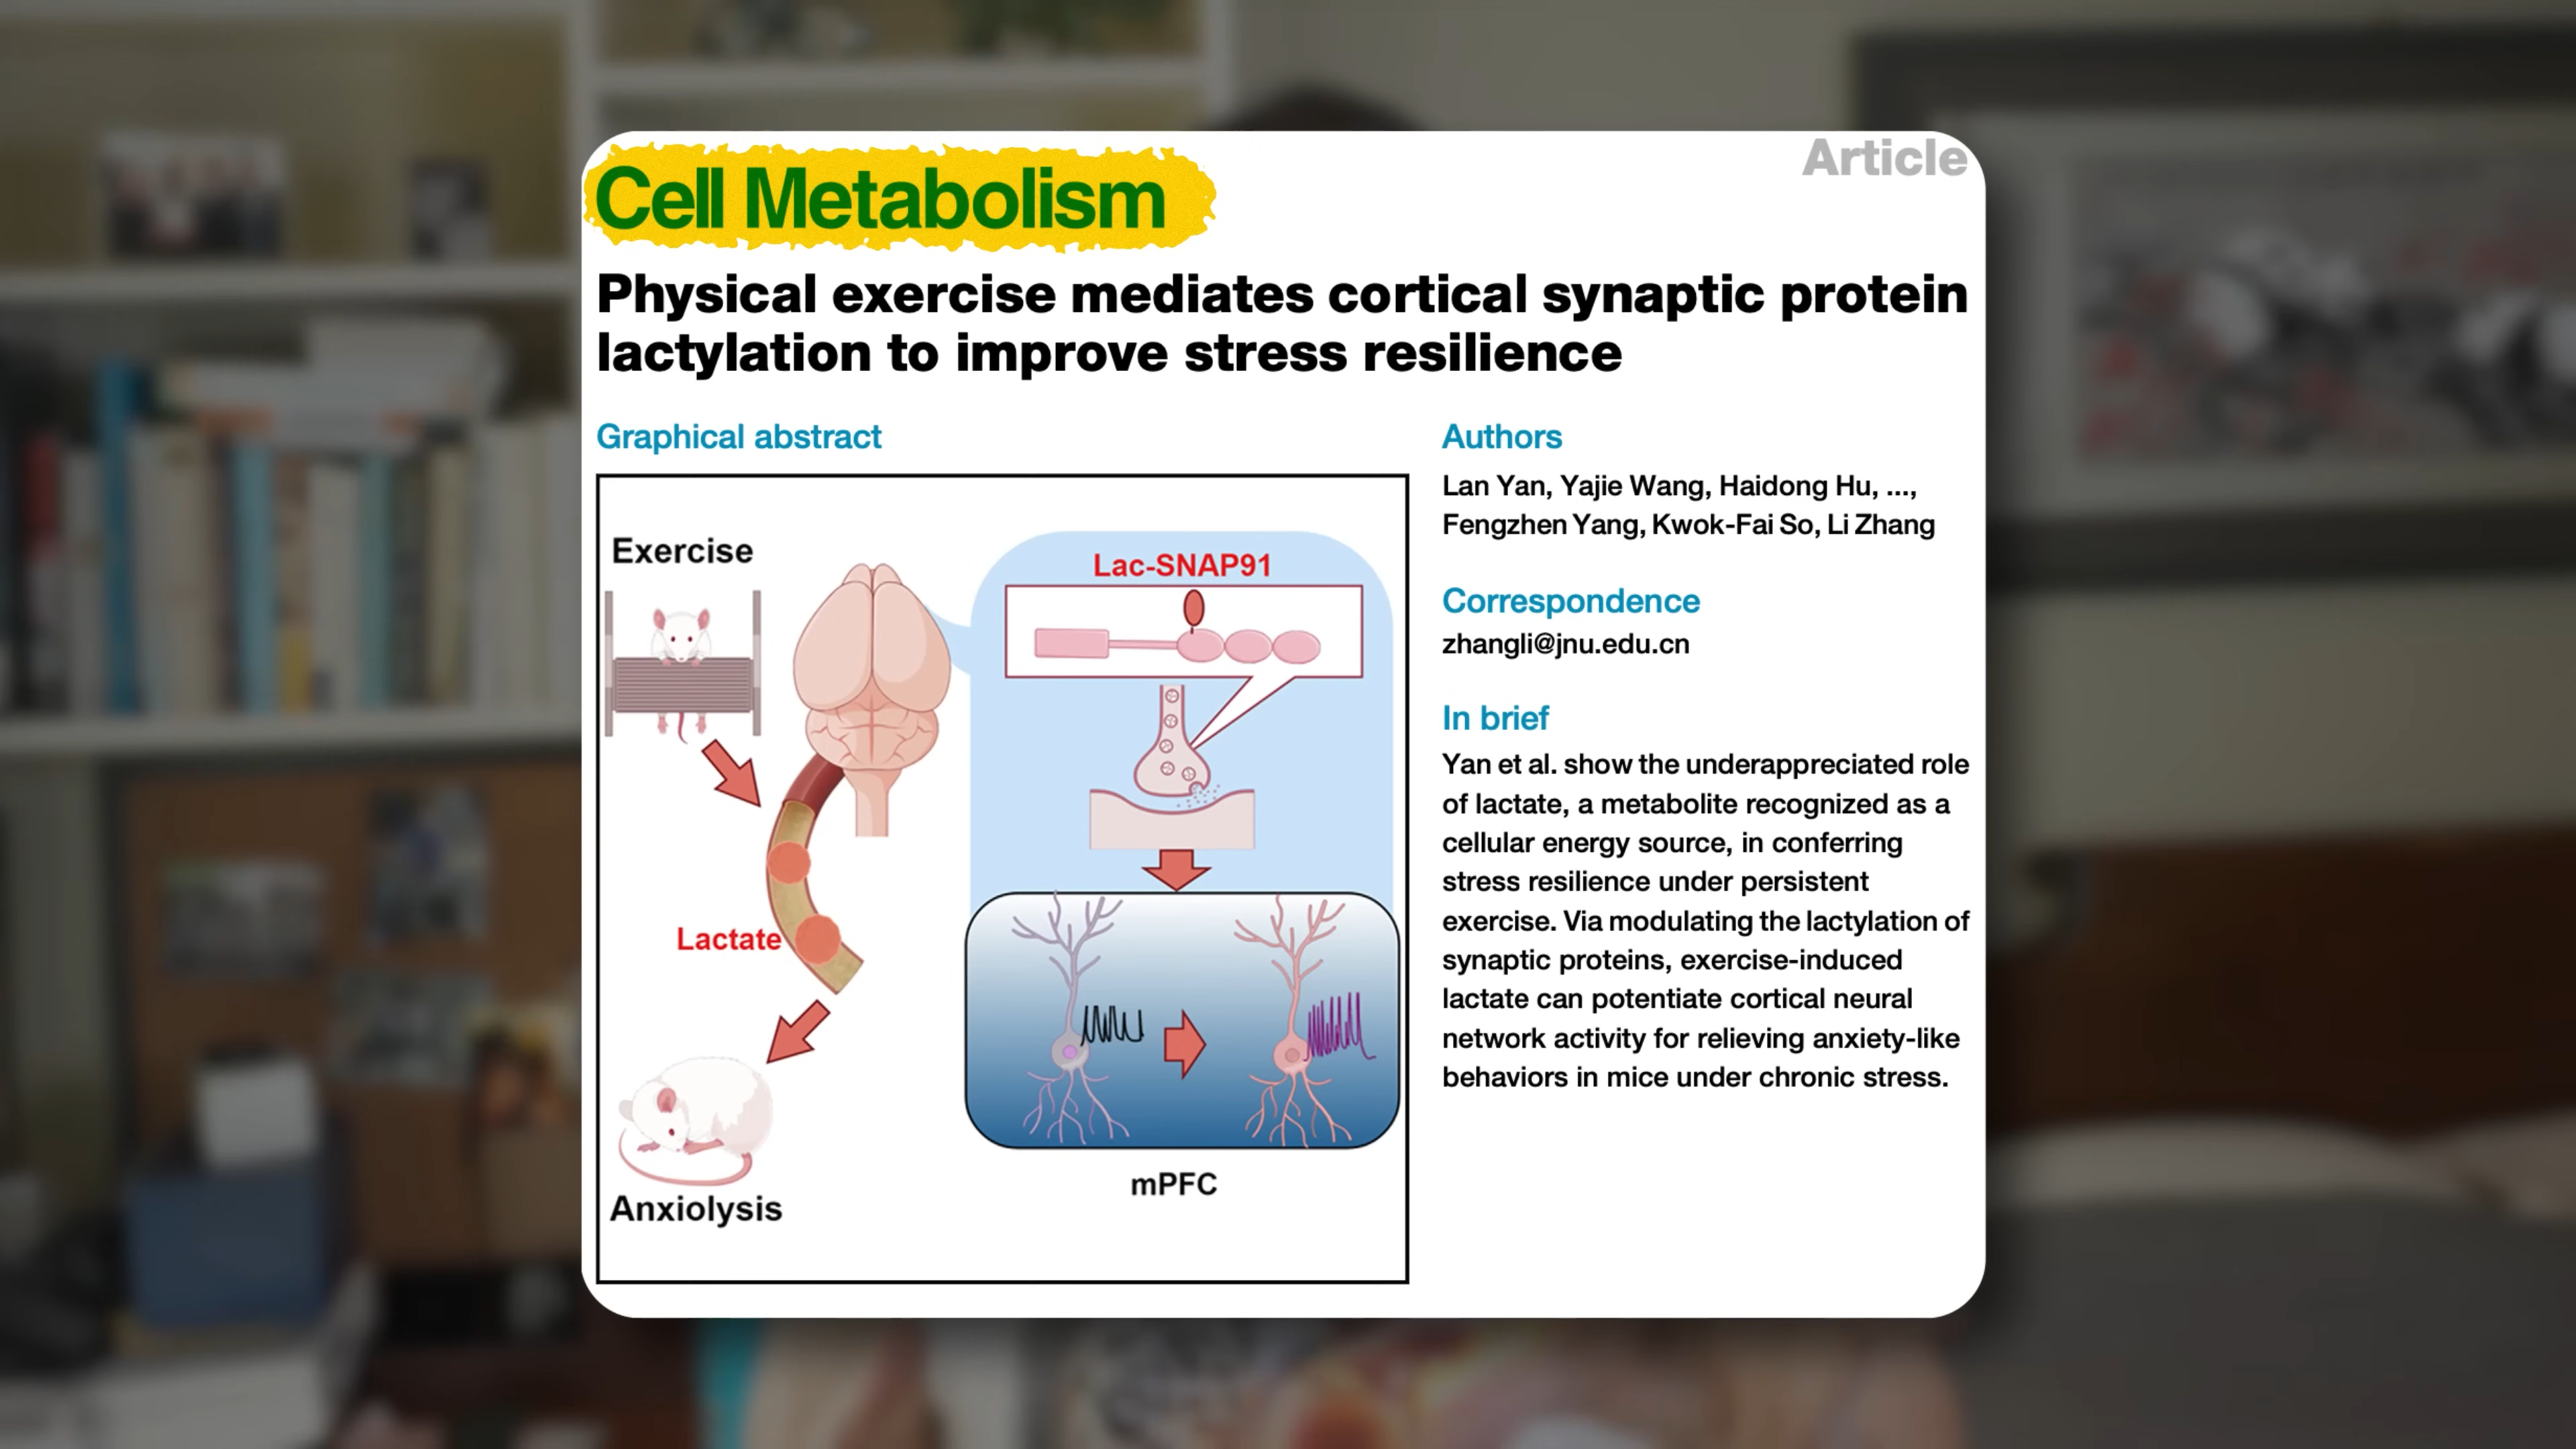 Cell Metabolism
Article
Physical exercise mediates cortical synaptic protein
lactylation to improve stress resilience
Graphical abstract
Exercise
Lac-SNAP91
Lactate
Anxiolysis
mPFC
Authors
Lan Yan, Yajie Wang, Haidong Hu, ...,
Fengzhen Yang, Kwok-Fai So, Li Zhang
Correspondence
zhangli@jnu.edu.cn
In brief
Yan et al. show the underappreciated role
of lactate, a metabolite recognized as a
cellular energy source, in conferring
stress resilience under persistent
exercise. Via modulating the lactylation of
synaptic proteins, exercise-induced
lactate can potentiate cortical neural
network activity for relieving anxiety-like
behaviors in mice under chronic stress.